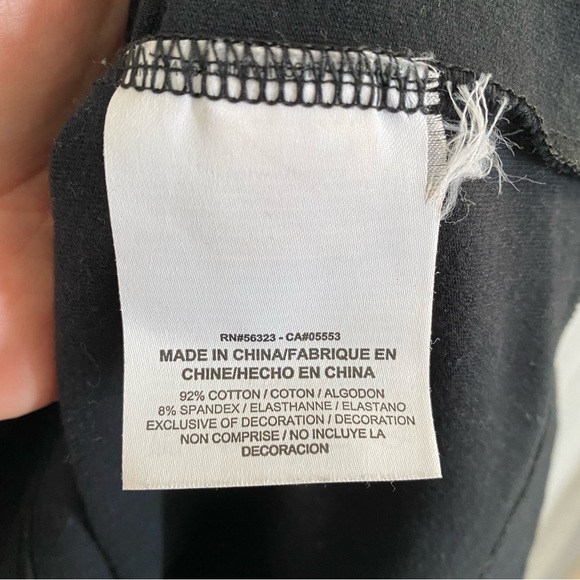 RN#56323 - CA#05553
MADE IN CHINA/FABRIQUE EN
CHINE/HECHO EN CHINA
92% COTTON / COTON / ALGODON
8% SPANDEX / ELASTHANNE / ELASTANO
EXCLUSIVE OF DECORATION / DECORATION
NON COMPRISE / NO INCLUYE LA
DECORACION